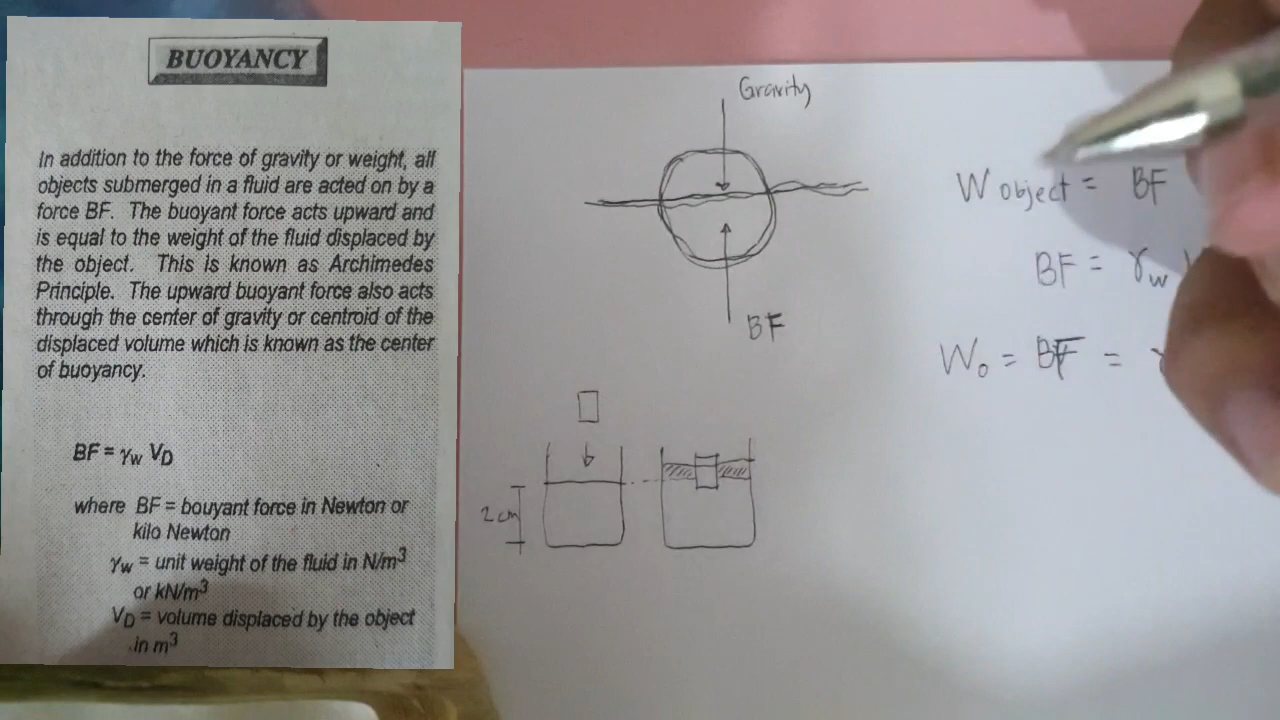 BUOYANCY
In addition to the force of gravity or weight, all
objects submerged in a fluid are acted on by a
force BF. The buoyant force acts upward and
is equal to the weight of the fluid displaced by
the object. This is known as Archimedes
Principle. The upward buoyant force also acts
through the center of gravity or centroid of the
displaced volume which is known as the center
of buoyancy.
BF = γw VD
where BF = bouyant force in Newton or
kilo Newton
γw = unit weight of the fluid in N/m³
or kN/m³
VD = volume displaced by the object
in m³
Gravity
BF
2 cm
W object = BF
BF = γw
Wo = BF =